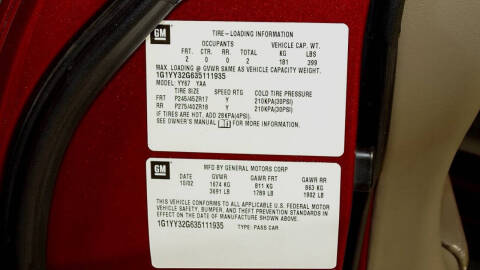 GM
TIRE-LOADING INFORMATION
OCCUPANTS VEHICLE CAP. WT.
FRT. CTR. RR. TOTAL KG LBS
2 0 0 2 181 399
MAX. LOADING @ GVWR SAME AS VEHICLE CAPACITY WEIGHT.
1G1YY32G635111935
MODEL: YY67 YAA
TIRE SIZE SPEED RTG COLD TIRE PRESSURE
FRT P245/45ZR17 Y 210KPA(30PSI)
RR P275/40ZR18 Y 210KPA(30PSI)
IF TIRES ARE HOT, ADD 28KPA(4PSI)
SEE OWNER'S MANUAL FOR MORE INFORMATION.
GM
MFD BY GENERAL MOTORS CORP
DATE GVWR GAWR FRT GAWR RR
10/02 1674 KG 811 KG 863 KG
3691 LB 1789 LB 1902 LB
THIS VEHICLE CONFORMS TO ALL APPLICABLE U.S. FEDERAL MOTOR
VEHICLE SAFETY, BUMPER, AND THEFT PREVENTION STANDARDS IN
EFFECT ON THE DATE OF MANUFACTURE SHOWN ABOVE.
1G1YY32G635111935 TYPE: PASS CAR